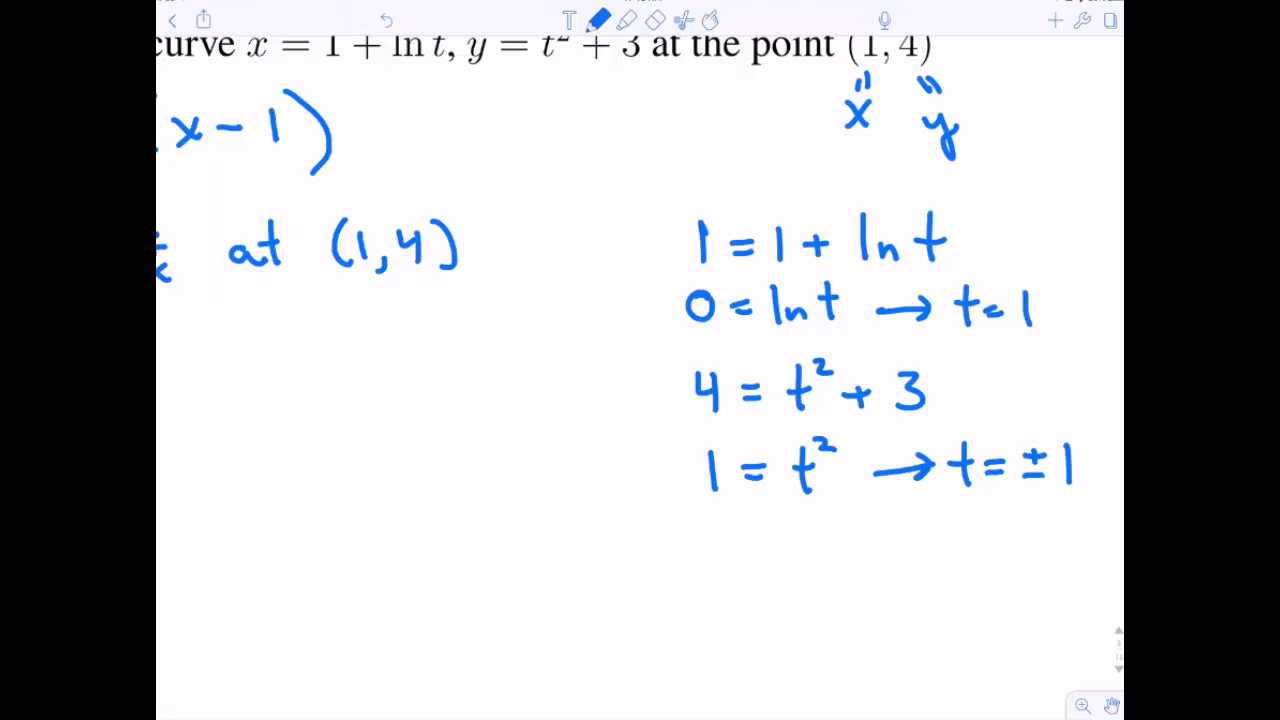 curve x = 1 + ln t, y = t² + 3 at the point (1, 4)
x - 1)
x y
at (1,4)
1 = 1 + ln t
0 = ln t → t = 1
4 = t² + 3
1 = t² → t = ± 1